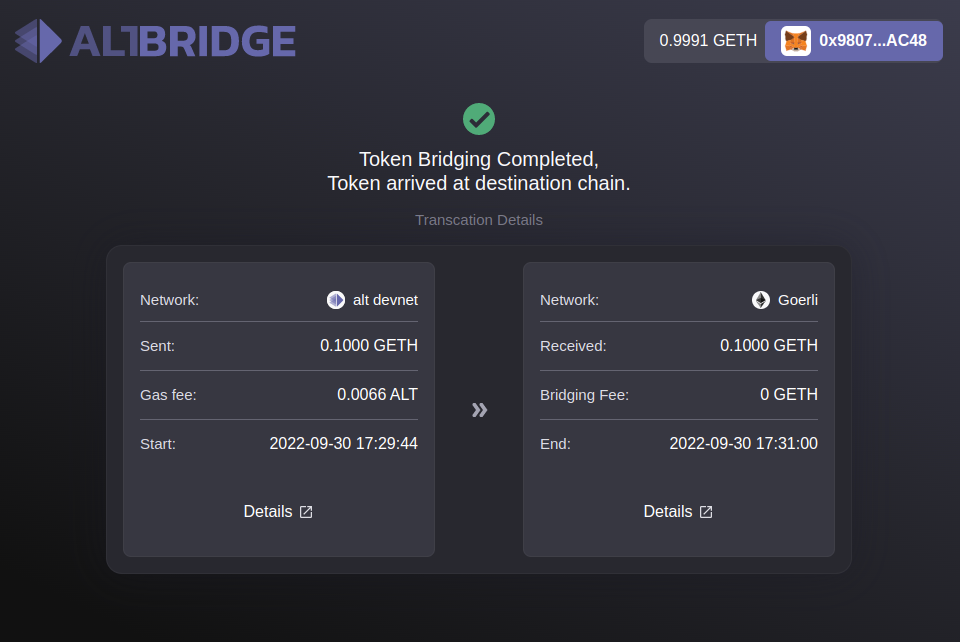 ALTBRIDGE
0.9991 GETH 0x9807...AC48
Token Bridging Completed,
Token arrived at destination chain.
Transcation Details
Network: alt devnet
Sent: 0.1000 GETH
Gas fee: 0.0066 ALT
Start: 2022-09-30 17:29:44
Details
»
Network: Goerli
Received: 0.1000 GETH
Bridging Fee: 0 GETH
End: 2022-09-30 17:31:00
Details